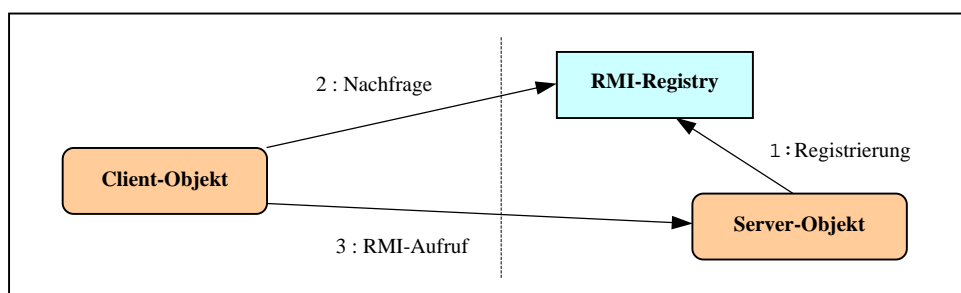 RMI-Registry
2 : Nachfrage
1:Registrierung
Client-Objekt
Server-Objekt
3 : RMI-Aufruf